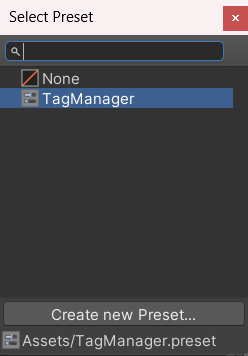 Select Preset
None
TagManager
Create new Preset...
Assets/TagManager.preset